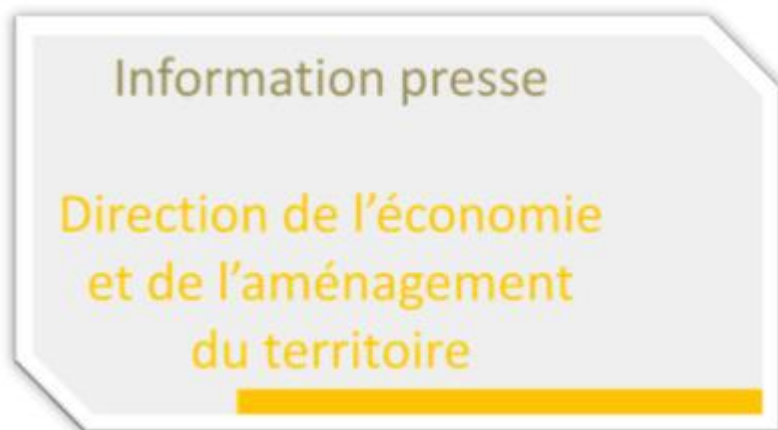 Information presse
Direction de l’économie
et de l’aménagement
du territoire